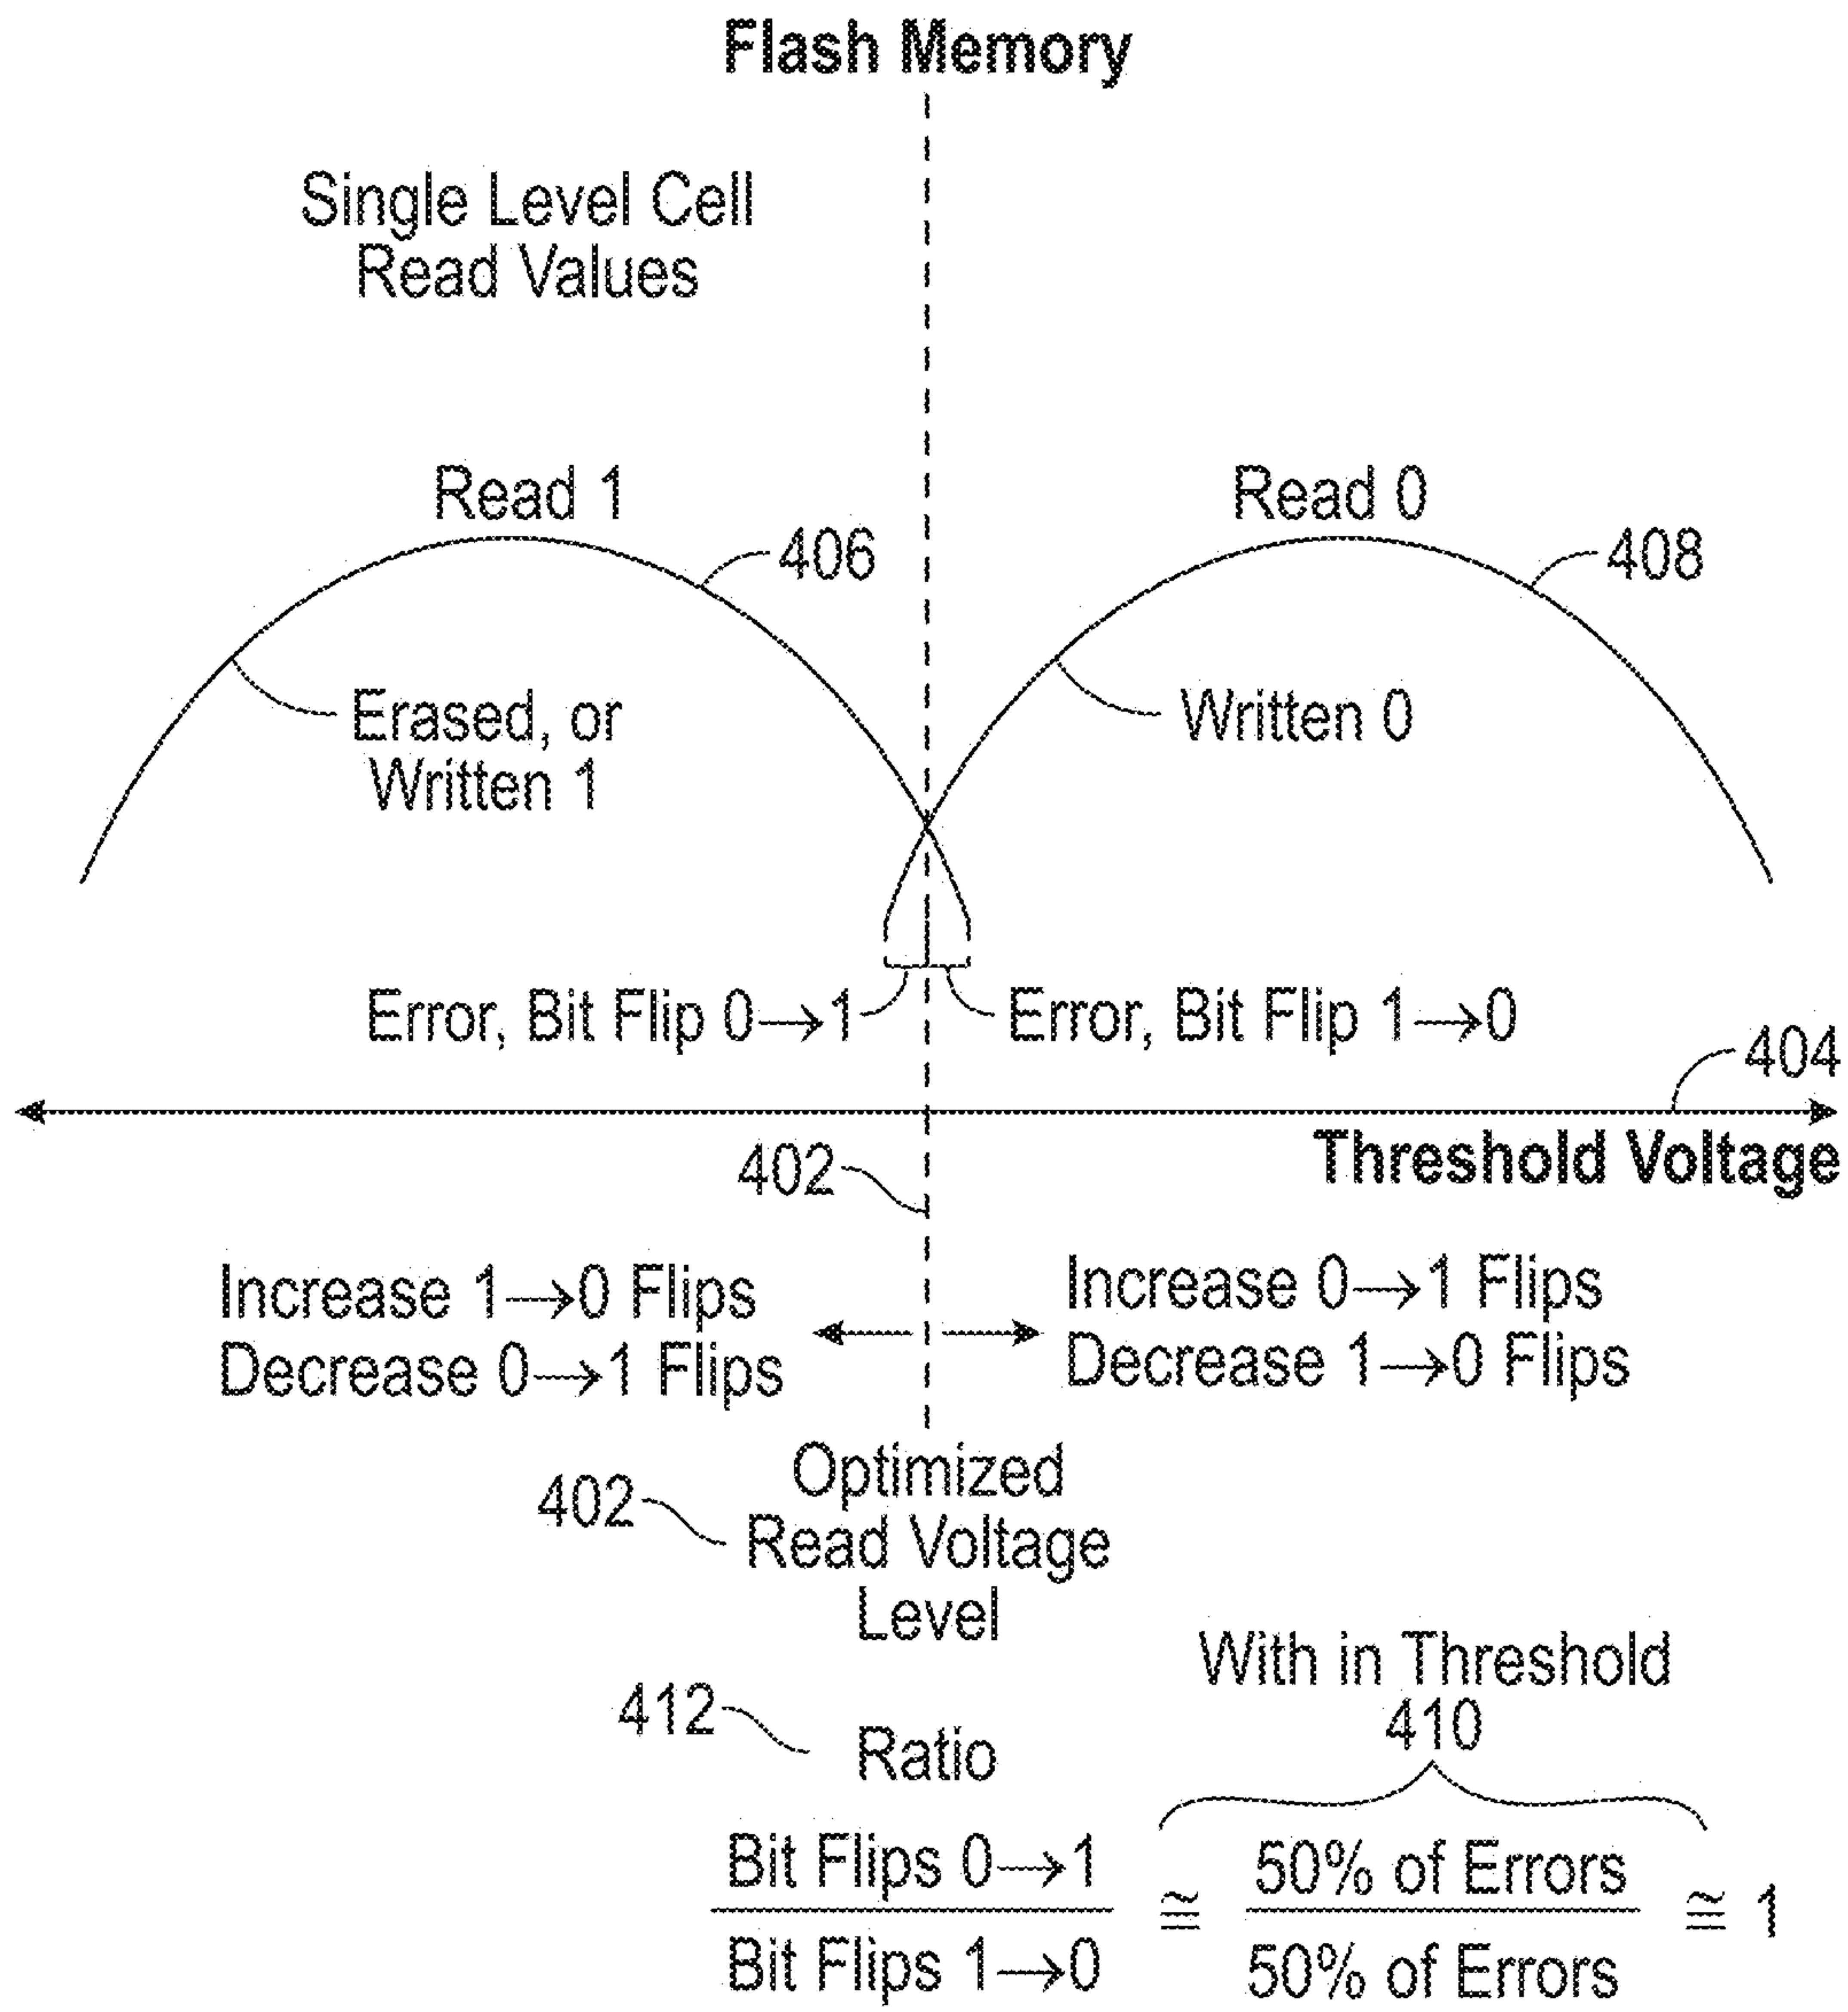 Flash Memory
Single Level Cell
Read Values
Read 1
Read 0
406
408
Erased, or
Written 1
Written 0
Error, Bit Flip 0→1
Error, Bit Flip 1→0
404
Threshold Voltage
402
Increase 1→0 Flips
Decrease 0→1 Flips
Increase 0→1 Flips
Decrease 1→0 Flips
402
Optimized
Read Voltage
Level
With in Threshold
410
412
Ratio
Bit Flips 0→1
Bit Flips 1→0
≅
50% of Errors
50% of Errors
≅ 1